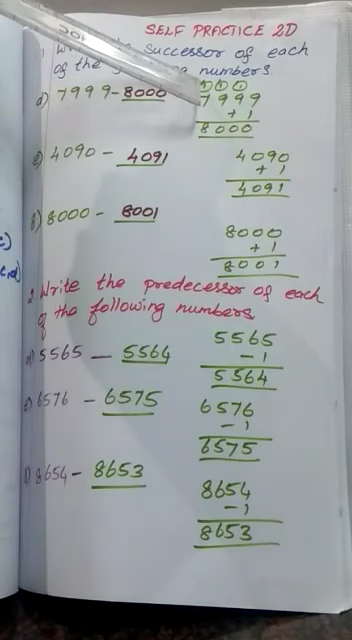 SELF PRACTICE 2D
successor of each
of the numbers
d) 7999 - 8000
7999
+ 1
8000
e) 4090 - 4091
4090
+ 1
4091
f) 8000 - 8001
8000
+ 1
8001
2. Write the predecessor of each
of the following numbers
5565 — 5564
5565
- 1
5564
6576 - 6575
6576
- 1
6575
8654 - 8653
8654
- 1
8653